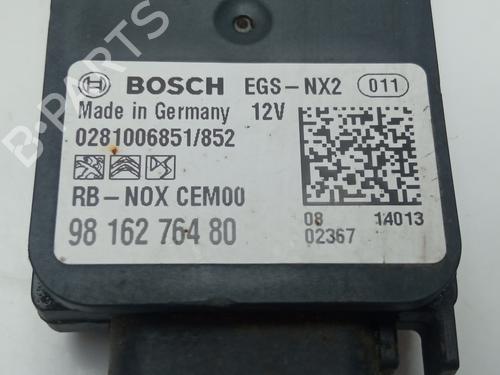 BOSCH EGS-NX2 011
Made in Germany 12V
0281006851/852
RB-NOX CEM00
98 162 764 80
08 14013
02367
B-PARTS